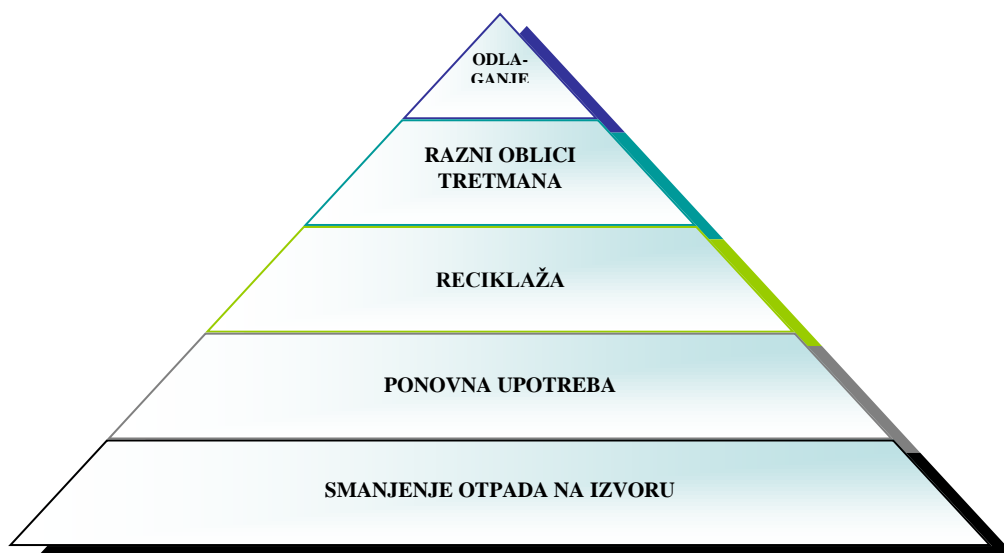 ODLA-
GANJE
RAZNI OBLICI
TRETMANA
RECIKLAŽA
PONOVNA UPOTREBA
SMANJENJE OTPADA NA IZVORU